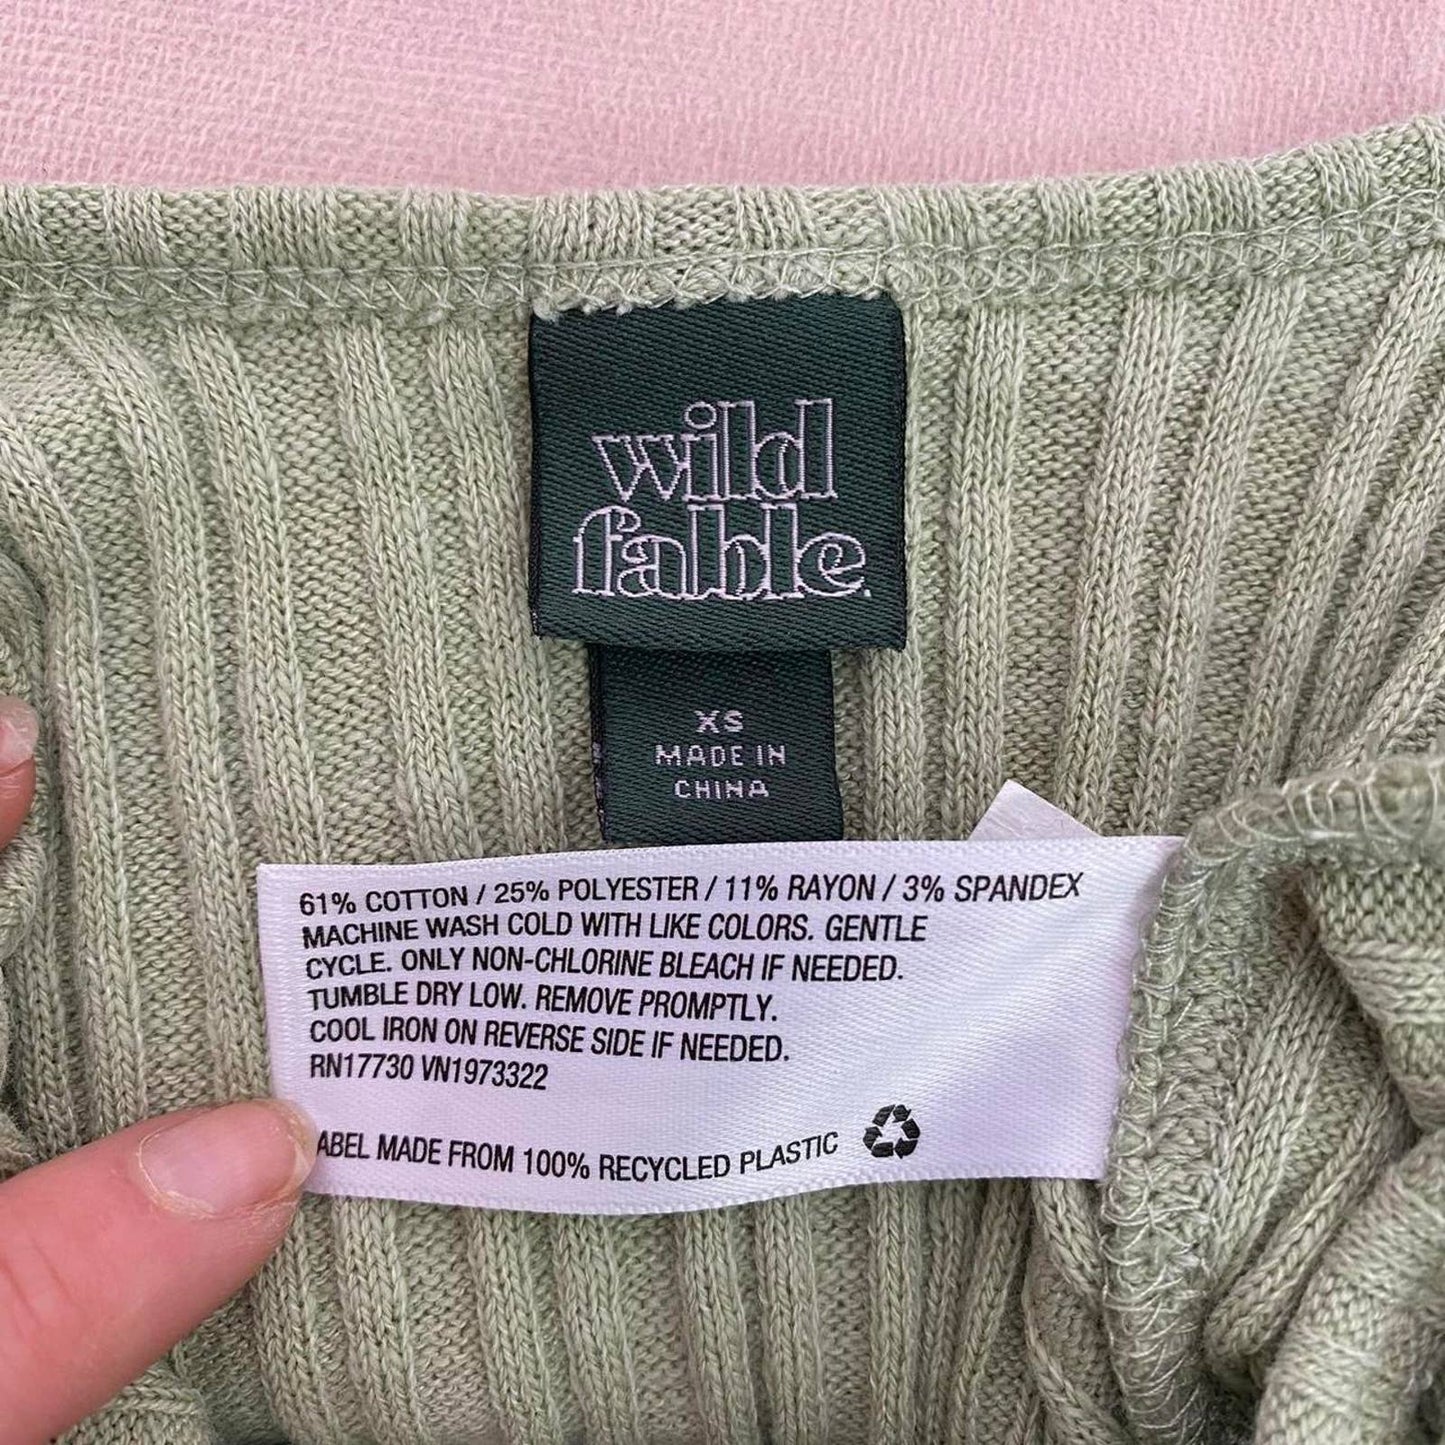 wild
fable.
XS
MADE IN
CHINA
61% COTTON / 25% POLYESTER / 11% RAYON / 3% SPANDEX
MACHINE WASH COLD WITH LIKE COLORS. GENTLE
CYCLE. ONLY NON-CHLORINE BLEACH IF NEEDED.
TUMBLE DRY LOW. REMOVE PROMPTLY.
COOL IRON ON REVERSE SIDE IF NEEDED.
RN17730 VN1973322
ABEL MADE FROM 100% RECYCLED PLASTIC